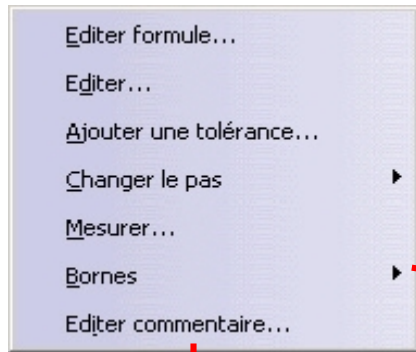 Editer formule...
Editer...
Ajouter une tolérance...
Changer le pas
Mesurer...
Bornes
Editer commentaire...